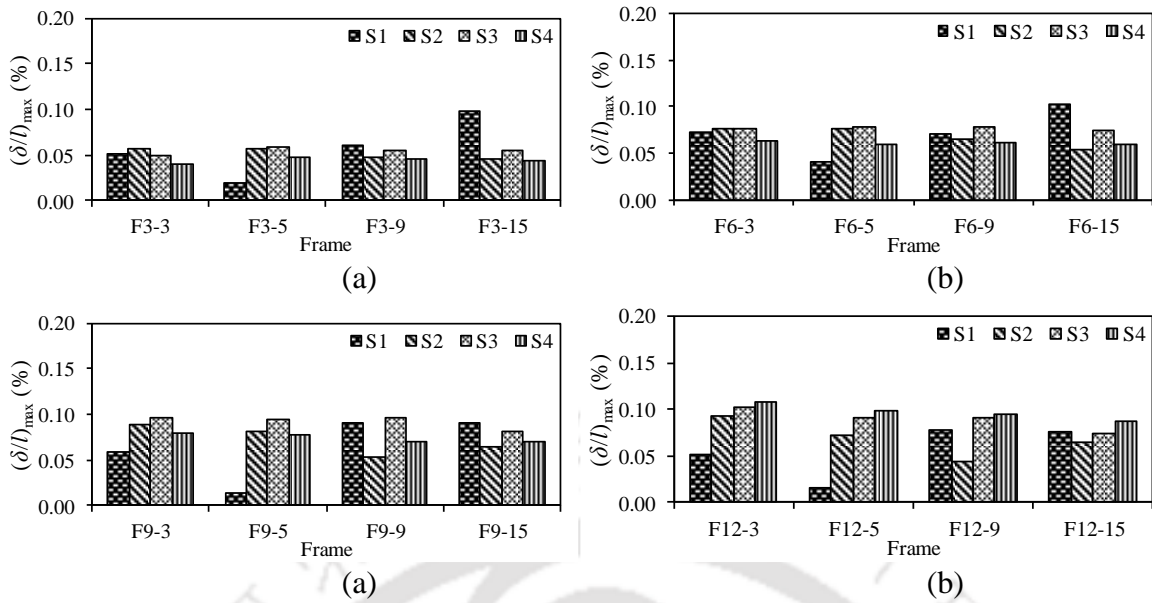 0.20
0.15
0.10
0.05
0.00
(δ/l)max (%)
S1 S2 S3 S4
F3-3 F3-5 F3-9 F3-15
Frame
(a)
0.20
0.15
0.10
0.05
0.00
(δ/l)max (%)
S1 S2 S3 S4
F6-3 F6-5 F6-9 F6-15
Frame
(b)
0.20
0.15
0.10
0.05
0.00
(δ/l)max (%)
S1 S2 S3 S4
F9-3 F9-5 F9-9 F9-15
Frame
(a)
0.20
0.15
0.10
0.05
0.00
(δ/l)max (%)
S1 S2 S3 S4
F12-3 F12-5 F12-9 F12-15
Frame
(b)